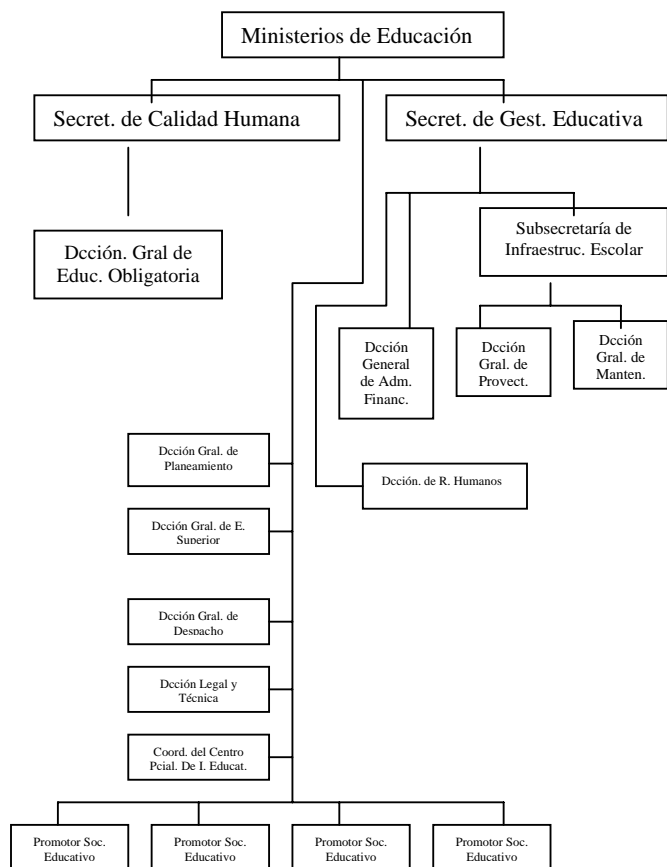 Ministerios de Educación
Secret. de Calidad Humana
Secret. de Gest. Educativa
Dcción. Gral de
Educ. Obligatoria
Subsecretaría de
Infraestruc. Escolar
Dcción
General
de Adm.
Financ.
Dcción
Gral. de
Provect.
Dcción
Gral. de
Manten.
Dcción Gral. de
Planeamiento
Dcción. de R. Humanos
Dcción Gral. de E.
Superior
Dcción Gral. de
Despacho
Dcción Legal y
Técnica
Coord. del Centro
Pcial. De I. Educat.
Promotor Soc.
Educativo
Promotor Soc.
Educativo
Promotor Soc.
Educativo
Promotor Soc.
Educativo